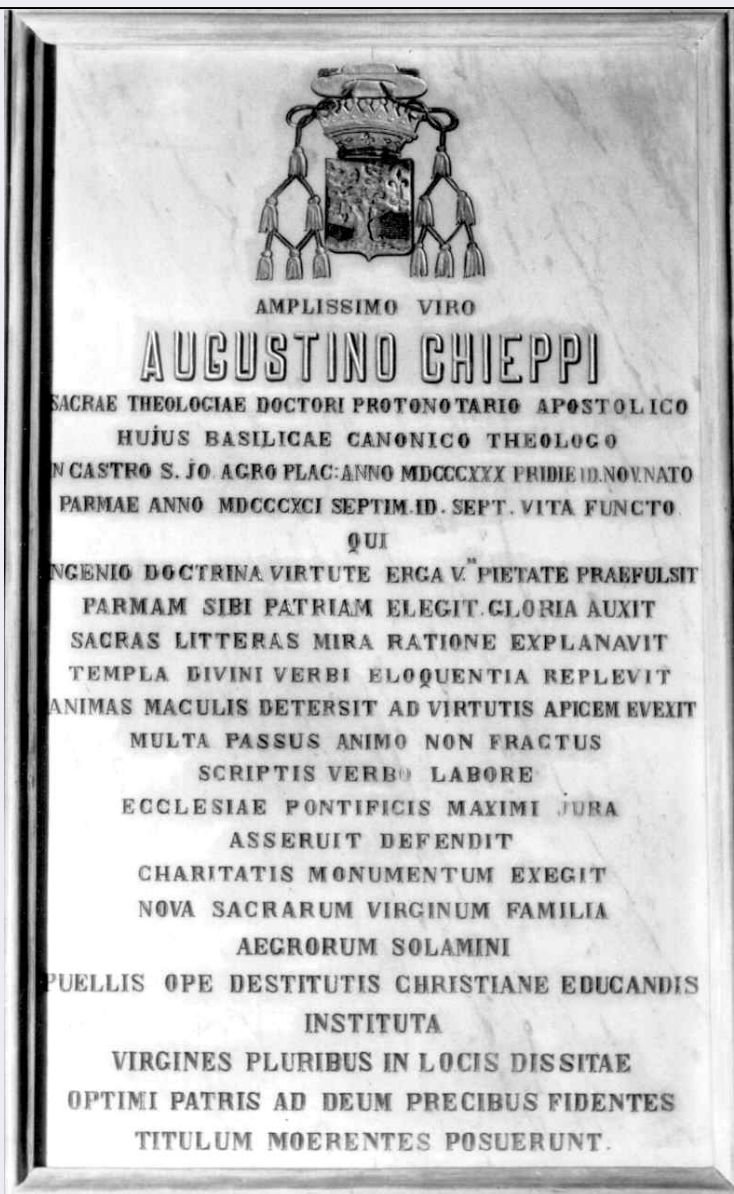 AMPLISSIMO VIRO
AUGUSTINO CHIEPPI
SACRAE THEOLOGIAE DOCTORI PROTONOTARIO APOSTOLICO
HUJUS BASILICAE CANONICO THEOLOGO
N CASTRO S. JO. AGRO PLAC: ANNO MDCCCXXX PRIDIE ID. NOV. NATO
PARMAE ANNO MDCCCXCI SEPTIM. ID. SEPT. VITA FUNCTO
QUI
NGENIO DOCTRINA VIRTUTE ERGA V.M PIETATE PRAEFULSIT
PARMAM SIBI PATRIAM ELEGIT. GLORIA AUXIT
SACRAS LITTERAS MIRA RATIONE EXPLANAVIT
TEMPLA DIVINI VERBI ELOQUENTIA REPLEVIT
ANIMAS MACULIS DETERSIT AD VIRTUTIS APICEM EVEXIT
MULTA PASSUS ANIMO NON FRACTUS
SCRIPTIS VERBO LABORE
ECCLESIAE PONTIFICIS MAXIMI JURA
ASSERUIT DEFENDIT
CHARITATIS MONUMENTUM EXEGIT
NOVA SACRARUM VIRGINUM FAMILIA
AEGRORUM SOLAMINI
PUELLIS OPE DESTITUTIS CHRISTIANE EDUCANDIS
INSTITUTA
VIRGINES PLURIBUS IN LOCIS DISSITAE
OPTIMI PATRIS AD DEUM PRECIBUS FIDENTES
TITULUM MOERENTES POSUERUNT.